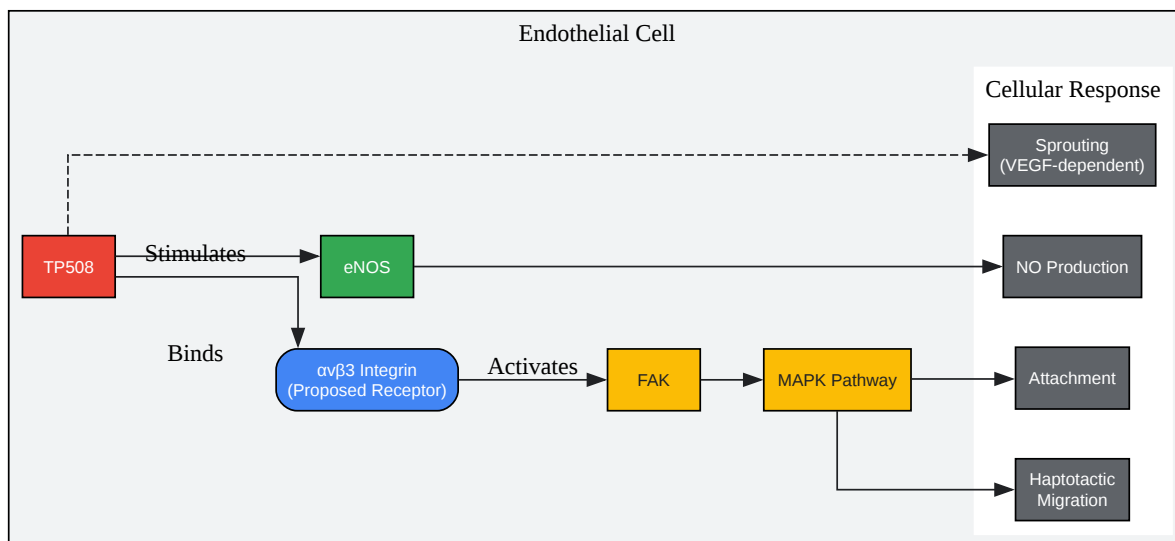 Endothelial Cell
Cellular Response
Sprouting
(VEGF-dependent)
TP508
Stimulates
eNOS
NO Production
Binds
αvβ3 Integrin
(Proposed Receptor)
Activates
FAK
MAPK Pathway
Attachment
Haptotactic
Migration